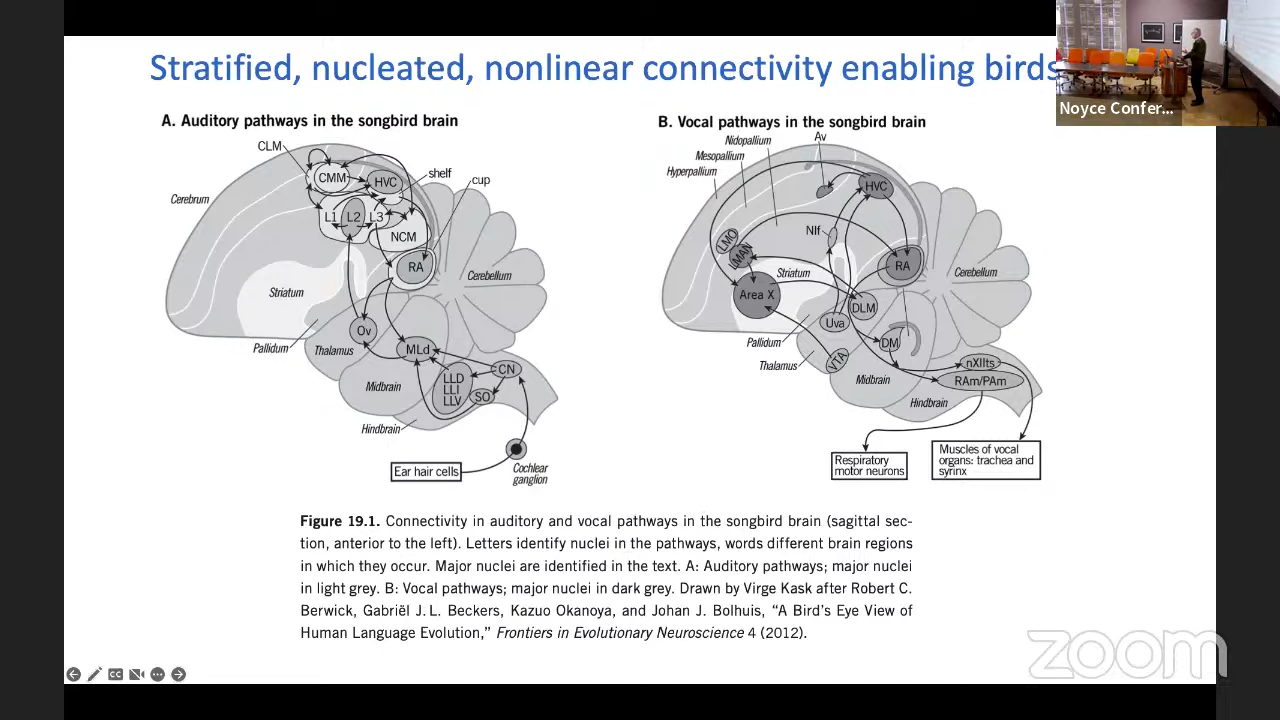 Stratified, nucleated, nonlinear connectivity enabling birds
Noyce Confer...
A. Auditory pathways in the songbird brain
CLM
CMM
HVC
shelf
cup
Cerebrum
L1
L2
L3
NCM
RA
Cerebellum
Striatum
Ov
Pallidum
Thalamus
MLd
CN
LLD
LLI
LLV
SO
Midbrain
Hindbrain
Ear hair cells
Cochlear
ganglion
B. Vocal pathways in the songbird brain
Av
Nidopallium
Mesopallium
Hyperpallium
HVC
NIf
LMO
LMAN
RA
Striatum
Cerebellum
Area X
DLM
Uva
Pallidum
DM
VTA
Thalamus
nXIIts
RAm/PAm
Midbrain
Hindbrain
Respiratory
motor neurons
Muscles of vocal
organs: trachea and
syrinx
Figure 19.1. Connectivity in auditory and vocal pathways in the songbird brain (sagittal sec-
tion, anterior to the left). Letters identify nuclei in the pathways, words different brain regions
in which they occur. Major nuclei are identified in the text. A: Auditory pathways; major nuclei
in light grey. B: Vocal pathways; major nuclei in dark grey. Drawn by Virge Kask after Robert C.
Berwick, Gabriël J. L. Beckers, Kazuo Okanoya, and Johan J. Bolhuis, “A Bird’s Eye View of
Human Language Evolution,” Frontiers in Evolutionary Neuroscience 4 (2012).
CC
zoom